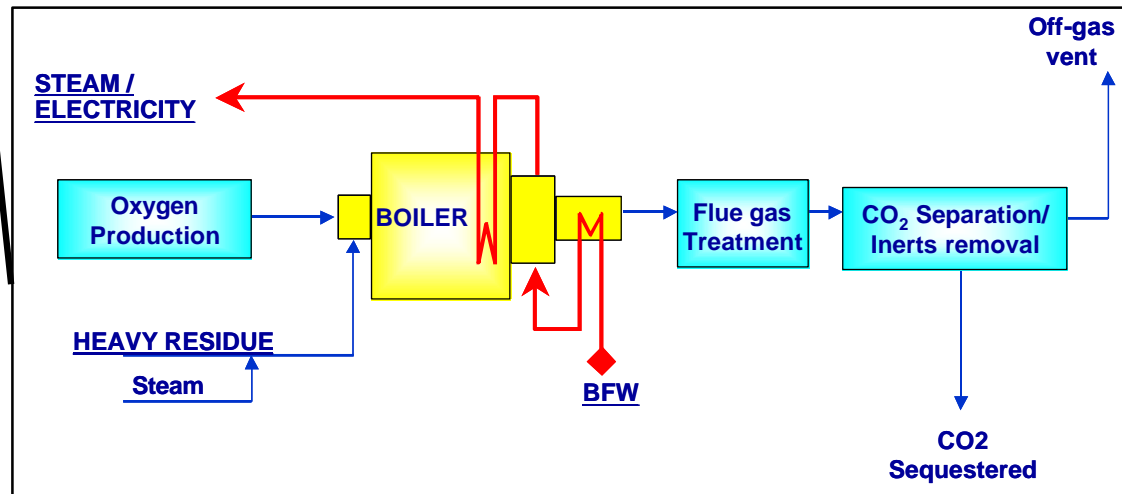 Off-gas
vent
STEAM /
ELECTRICITY
Oxygen
Production
BOILER
Flue gas
Treatment
CO₂ Separation/
Inerts removal
HEAVY RESIDUE
Steam
BFW
CO2
Sequestered